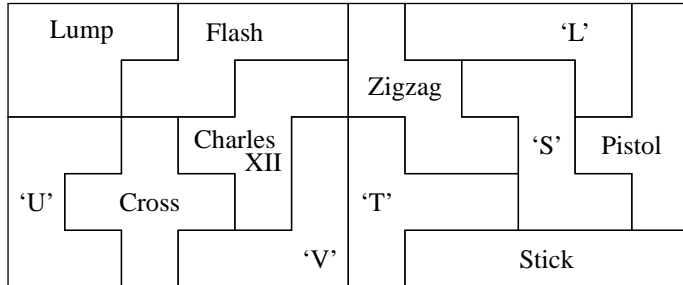 Lump
Flash
‘L’
Zigzag
Charles
XII
‘S’
Pistol
‘U’
Cross
‘T’
‘V’
Stick